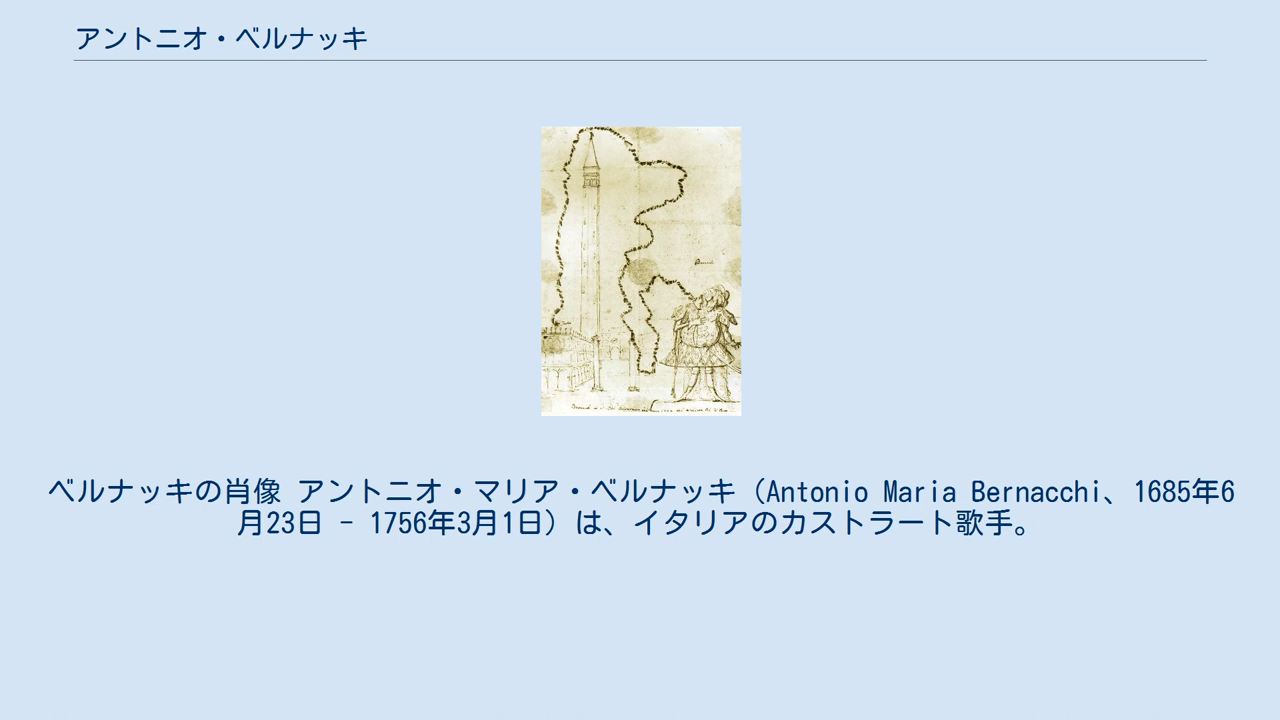 アントニオ・ベルナッキ
ベルナッキの肖像 アントニオ・マリア・ベルナッキ（Antonio Maria Bernacchi、1685年6
月23日 - 1756年3月1日）は、イタリアのカストラート歌手。